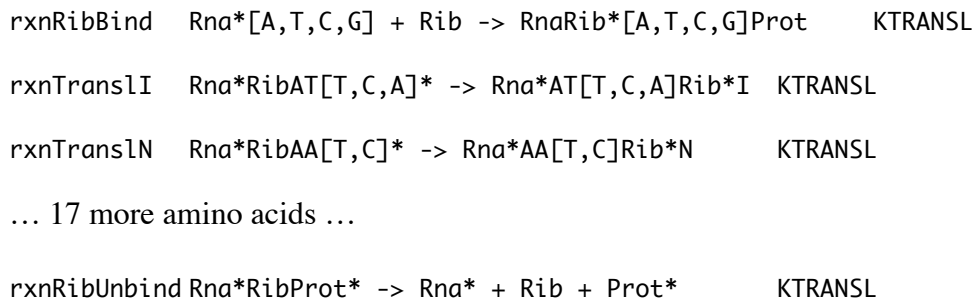 rxnRibBind Rna*[A,T,C,G] + Rib -> RnaRib*[A,T,C,G]Prot KTRANSL
rxnTranslI Rna*RibAT[T,C,A]* -> Rna*AT[T,C,A]Rib*I KTRANSL
rxnTranslN Rna*RibAA[T,C]* -> Rna*AA[T,C]Rib*N KTRANSL
… 17 more amino acids …
rxnRibUnbind Rna*RibProt* -> Rna* + Rib + Prot* KTRANSL